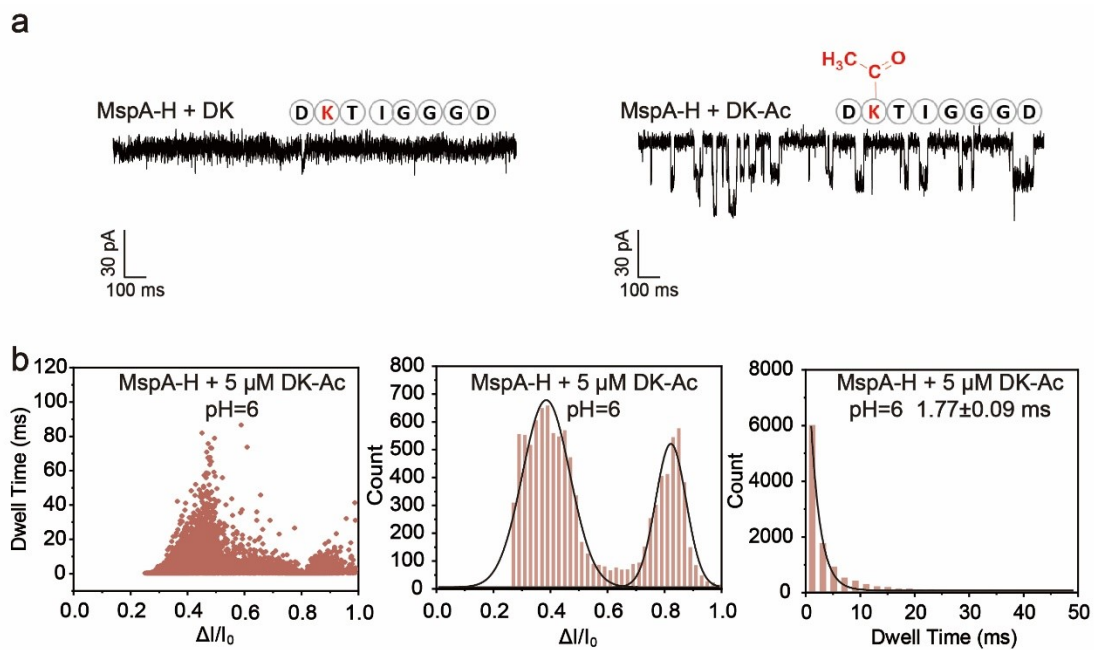 a
H₃C C O
MspA-H + DK D K T I G G G D
MspA-H + DK-Ac D K T I G G G D
30 pA
100 ms
30 pA
100 ms
b
120
100
80
60
40
20
0
0.0 0.2 0.4 0.6 0.8 1.0
Dwell Time (ms)
ΔI/I₀
MspA-H + 5 µM DK-Ac
pH=6
800
700
600
500
400
300
200
100
0
0.0 0.2 0.4 0.6 0.8 1.0
Count
ΔI/I₀
MspA-H + 5 µM DK-Ac
pH=6
8000
6000
4000
2000
0
0 10 20 30 40 50
Count
Dwell Time (ms)
MspA-H + 5 µM DK-Ac
pH=6 1.77±0.09 ms